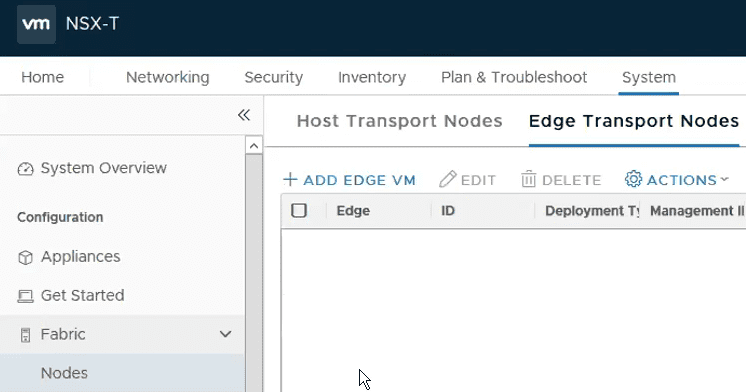 vm NSX-T
Home Networking Security Inventory Plan & Troubleshoot System
Host Transport Nodes Edge Transport Nodes
System Overview
+ ADD EDGE VM EDIT DELETE ACTIONS
Configuration
Edge ID Deployment Ty Management II
Appliances
Get Started
Fabric
Nodes